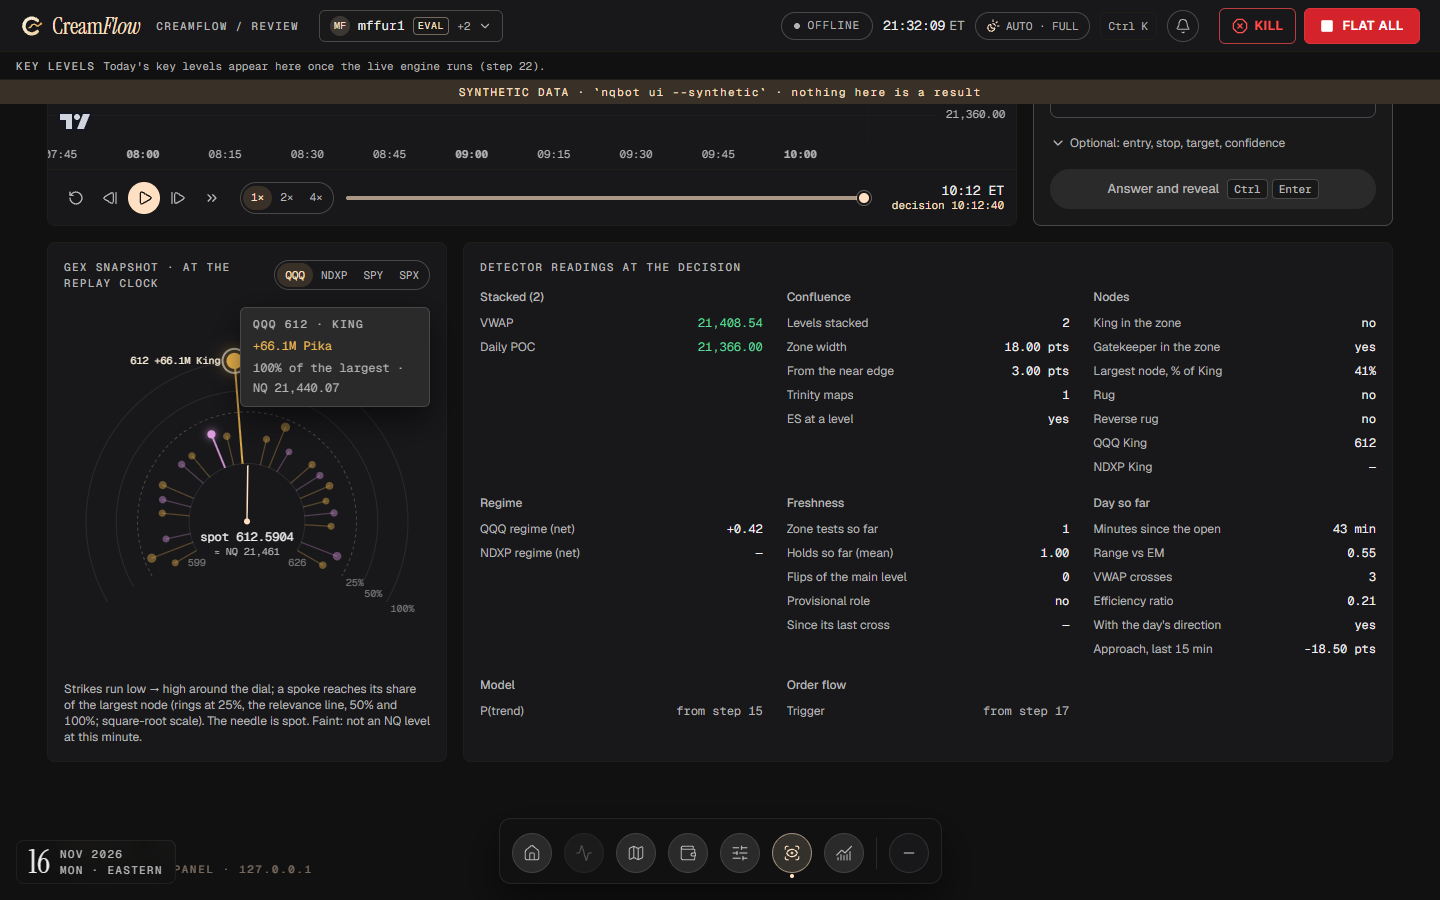 CreamFlow CREAMFLOW / REVIEW MF mffur1 EVAL +2 OFFLINE 21:32:09 ET AUTO · FULL Ctrl K KILL FLAT ALL
KEY LEVELS Today's key levels appear here once the live engine runs (step 22).
SYNTHETIC DATA · `nqbot ui --synthetic` · nothing here is a result
21,360.00
07:45 08:00 08:15 08:30 08:45 09:00 09:15 09:30 09:45 10:00
1× 2× 4×
10:12 ET
decision 10:12:40
Optional: entry, stop, target, confidence
Answer and reveal Ctrl Enter
GEX SNAPSHOT · AT THE
REPLAY CLOCK
QQQ NDXP SPY SPX
QQQ 612 · KING
+66.1M Pika
100% of the largest ·
NQ 21,440.07
612 +66.1M King
spot 612.5904
≈ NQ 21,461
599 626
25%
50%
100%
Strikes run low → high around the dial; a spoke reaches its share
of the largest node (rings at 25%, the relevance line, 50% and
100%; square-root scale). The needle is spot. Faint: not an NQ level
at this minute.
DETECTOR READINGS AT THE DECISION
Stacked (2)
VWAP 21,408.54
Daily POC 21,366.00
Confluence
Levels stacked 2
Zone width 18.00 pts
From the near edge 3.00 pts
Trinity maps 1
ES at a level yes
Nodes
King in the zone no
Gatekeeper in the zone yes
Largest node, % of King 41%
Rug no
Reverse rug no
QQQ King 612
NDXP King –
Regime
QQQ regime (net) +0.42
NDXP regime (net) –
Freshness
Zone tests so far 1
Holds so far (mean) 1.00
Flips of the main level 0
Provisional role no
Since its last cross –
Day so far
Minutes since the open 43 min
Range vs EM 0.55
VWAP crosses 3
Efficiency ratio 0.21
With the day's direction yes
Approach, last 15 min -18.50 pts
Model
P(trend) from step 15
Order flow
Trigger from step 17
16 NOV 2026
MON · EASTERN
PANEL · 127.0.0.1